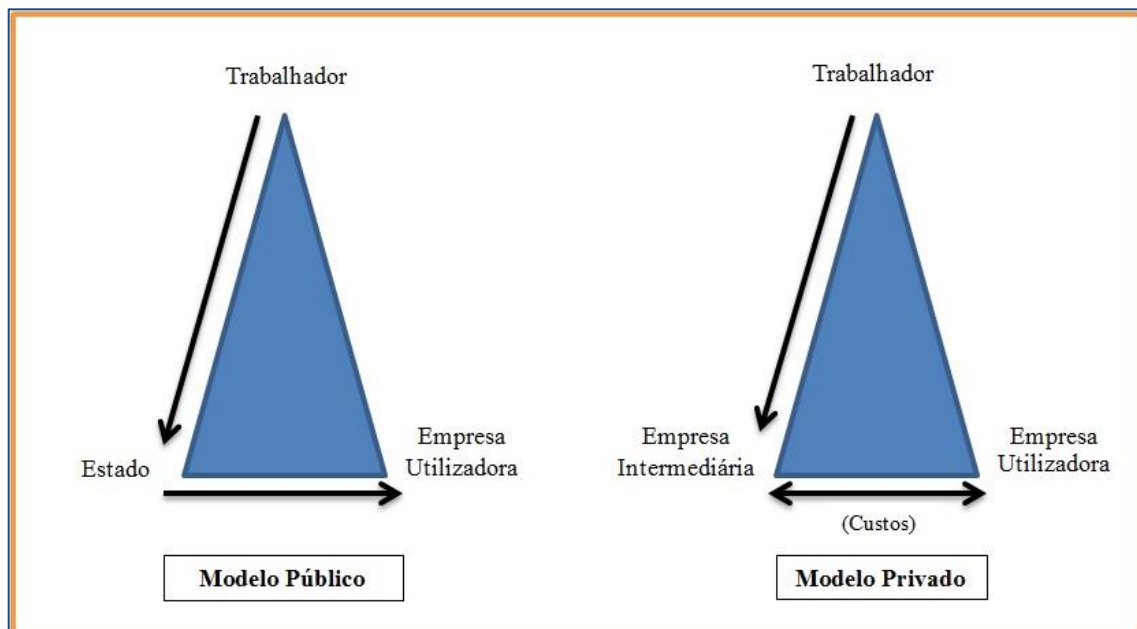 Trabalhador
Estado
Empresa
Utilizadora
Modelo Público
Trabalhador
Empresa
Intermediária
Empresa
Utilizadora
(Custos)
Modelo Privado